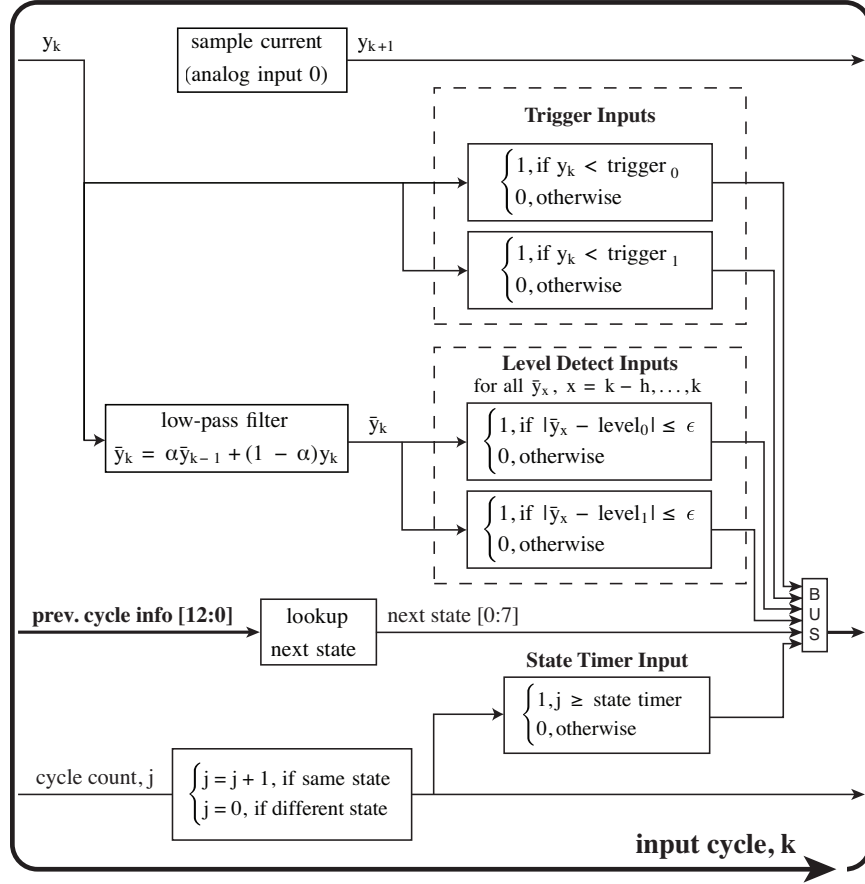 y_k
sample current
(analog input 0)
y_{k+1}
Trigger Inputs
{1, if y_k < trigger_0
0, otherwise
{1, if y_k < trigger_1
0, otherwise
Level Detect Inputs
for all ȳ_x, x = k − h, . . . , k
low-pass filter
ȳ_k = αȳ_{k−1} + (1 − α)y_k
ȳ_k
{1, if |ȳ_x − level_0| ≤ ϵ
0, otherwise
{1, if |ȳ_x − level_1| ≤ ϵ
0, otherwise
prev. cycle info [12:0]
lookup
next state
next state [0:7]
B
U
S
State Timer Input
{1, j ≥ state timer
0, otherwise
cycle count, j
{j = j + 1, if same state
j = 0, if different state
input cycle, k